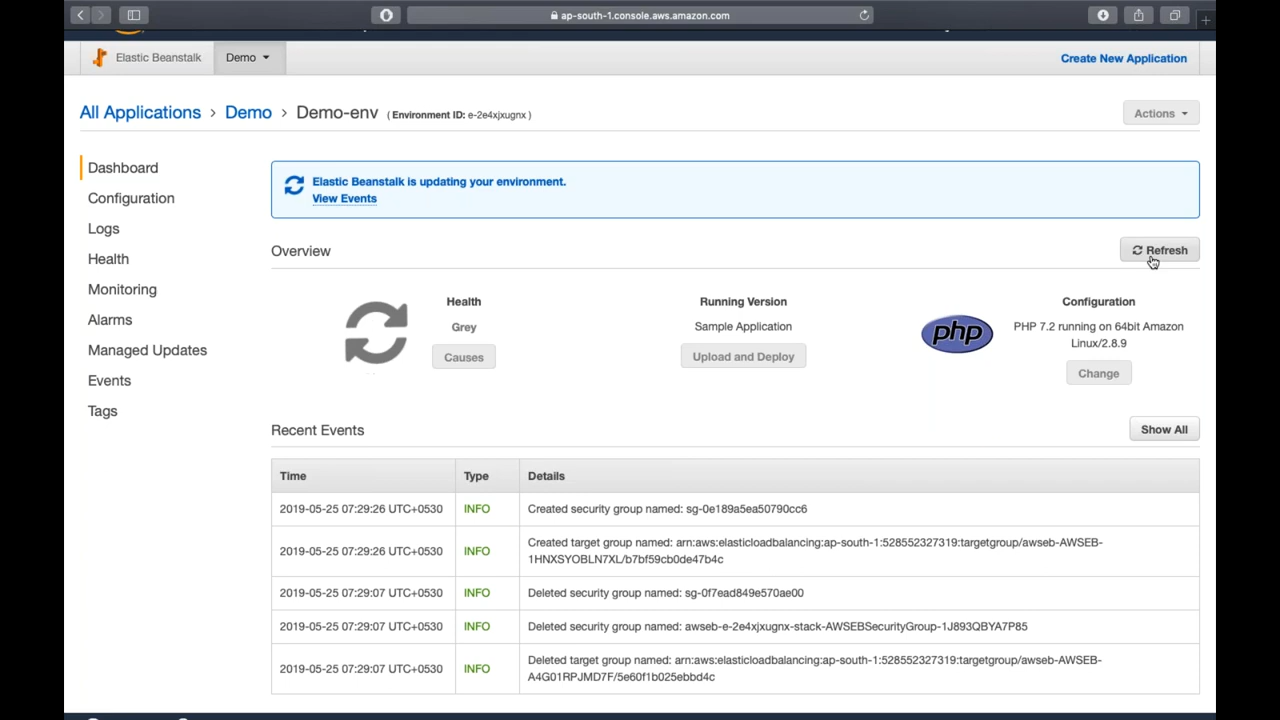 ap-south-1.console.aws.amazon.com
Elastic Beanstalk
Demo
Create New Application
All Applications > Demo > Demo-env ( Environment ID: e-2e4xjxugnx )
Actions
Dashboard
Configuration
Logs
Health
Monitoring
Alarms
Managed Updates
Events
Tags
Elastic Beanstalk is updating your environment.
View Events
Overview
Refresh
Health
Grey
Causes
Running Version
Sample Application
Upload and Deploy
php
Configuration
PHP 7.2 running on 64bit Amazon
Linux/2.8.9
Change
Recent Events
Show All
Time Type Details
2019-05-25 07:29:26 UTC+0530 INFO Created security group named: sg-0e189a5ea50790cc6
2019-05-25 07:29:26 UTC+0530 INFO Created target group named: arn:aws:elasticloadbalancing:ap-south-1:528552327319:targetgroup/awseb-AWSEB-
1HNXSYOBLN7XL/b7bf59cb0de47b4c
2019-05-25 07:29:07 UTC+0530 INFO Deleted security group named: sg-0f7ead849e570ae00
2019-05-25 07:29:07 UTC+0530 INFO Deleted security group named: awseb-e-2e4xjxugnx-stack-AWSEBSecurityGroup-1J893QBYA7P85
2019-05-25 07:29:07 UTC+0530 INFO Deleted target group named: arn:aws:elasticloadbalancing:ap-south-1:528552327319:targetgroup/awseb-AWSEB-
A4G01RPJMD7F/5e60f1b025ebbd4c